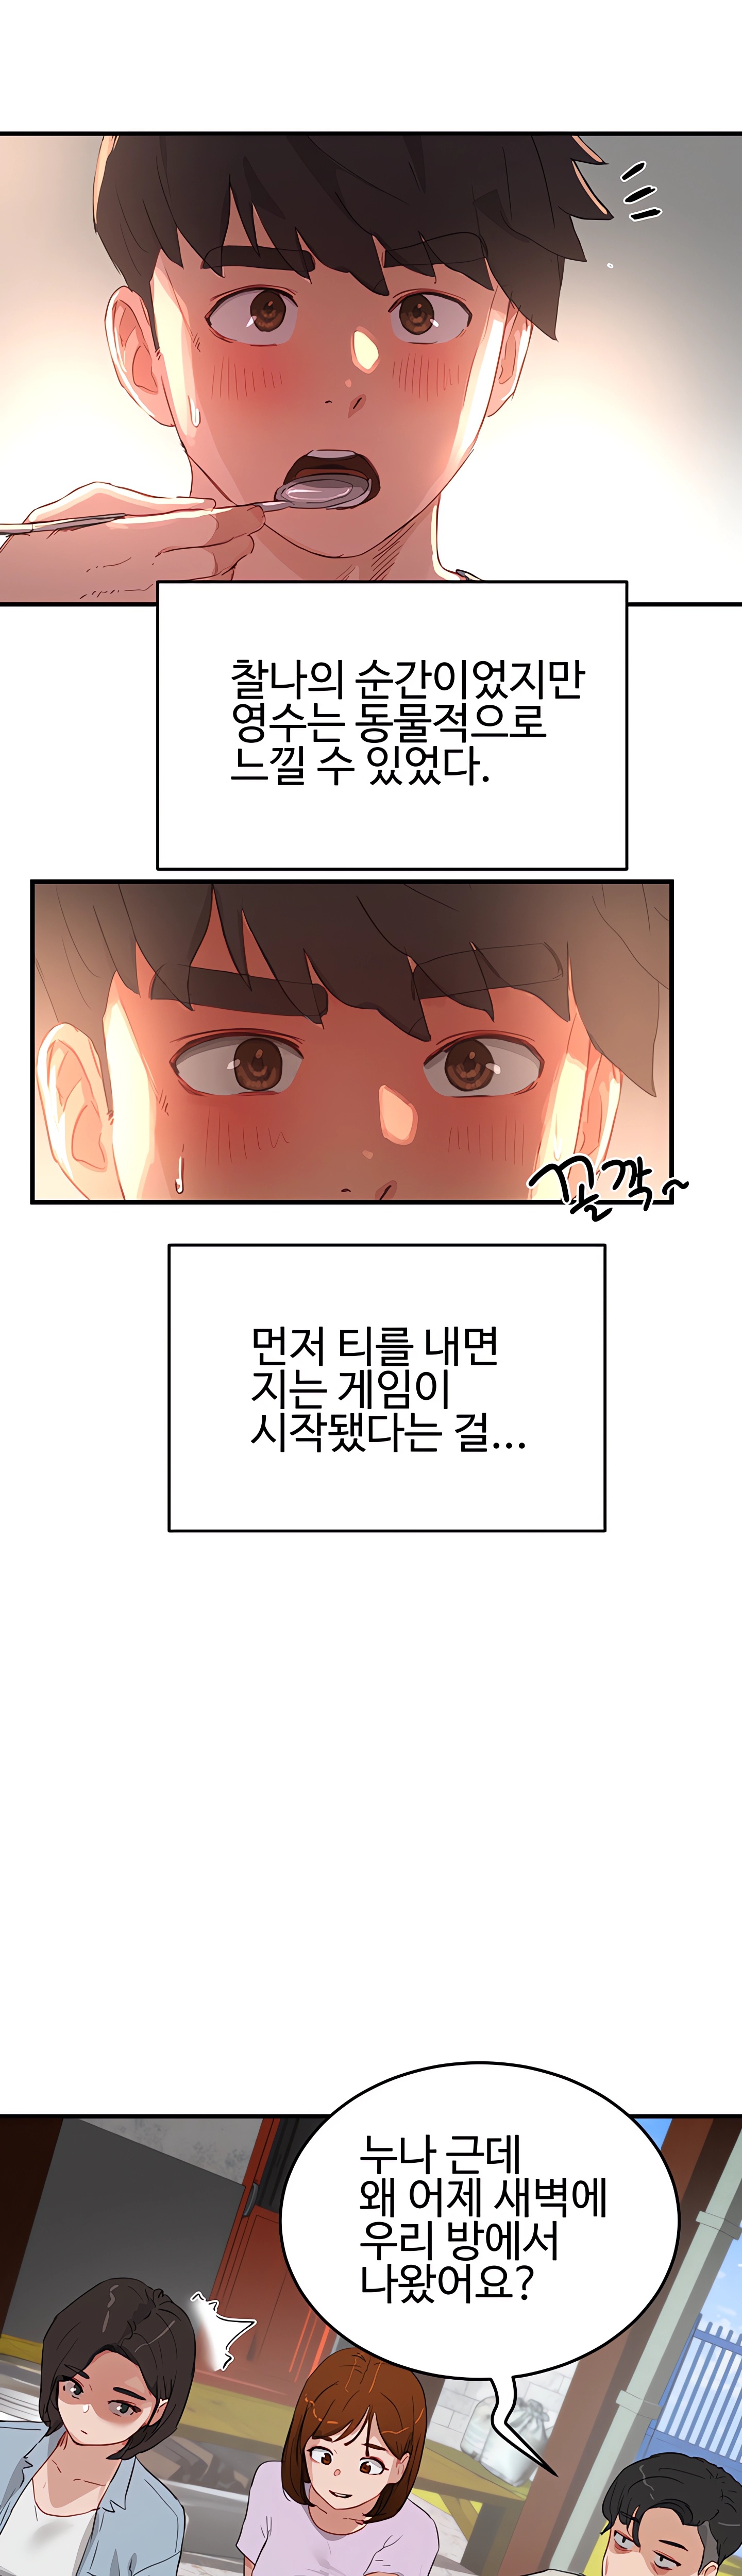 찰나의 순간이었지만
영수는 동물적으로
느낄 수 있었다.
꼴깍~
먼저 티를 내면
지는 게임이
시작됐다는 걸...
누나 근데
왜 어제 새벽에
우리 방에서
나왔어요?